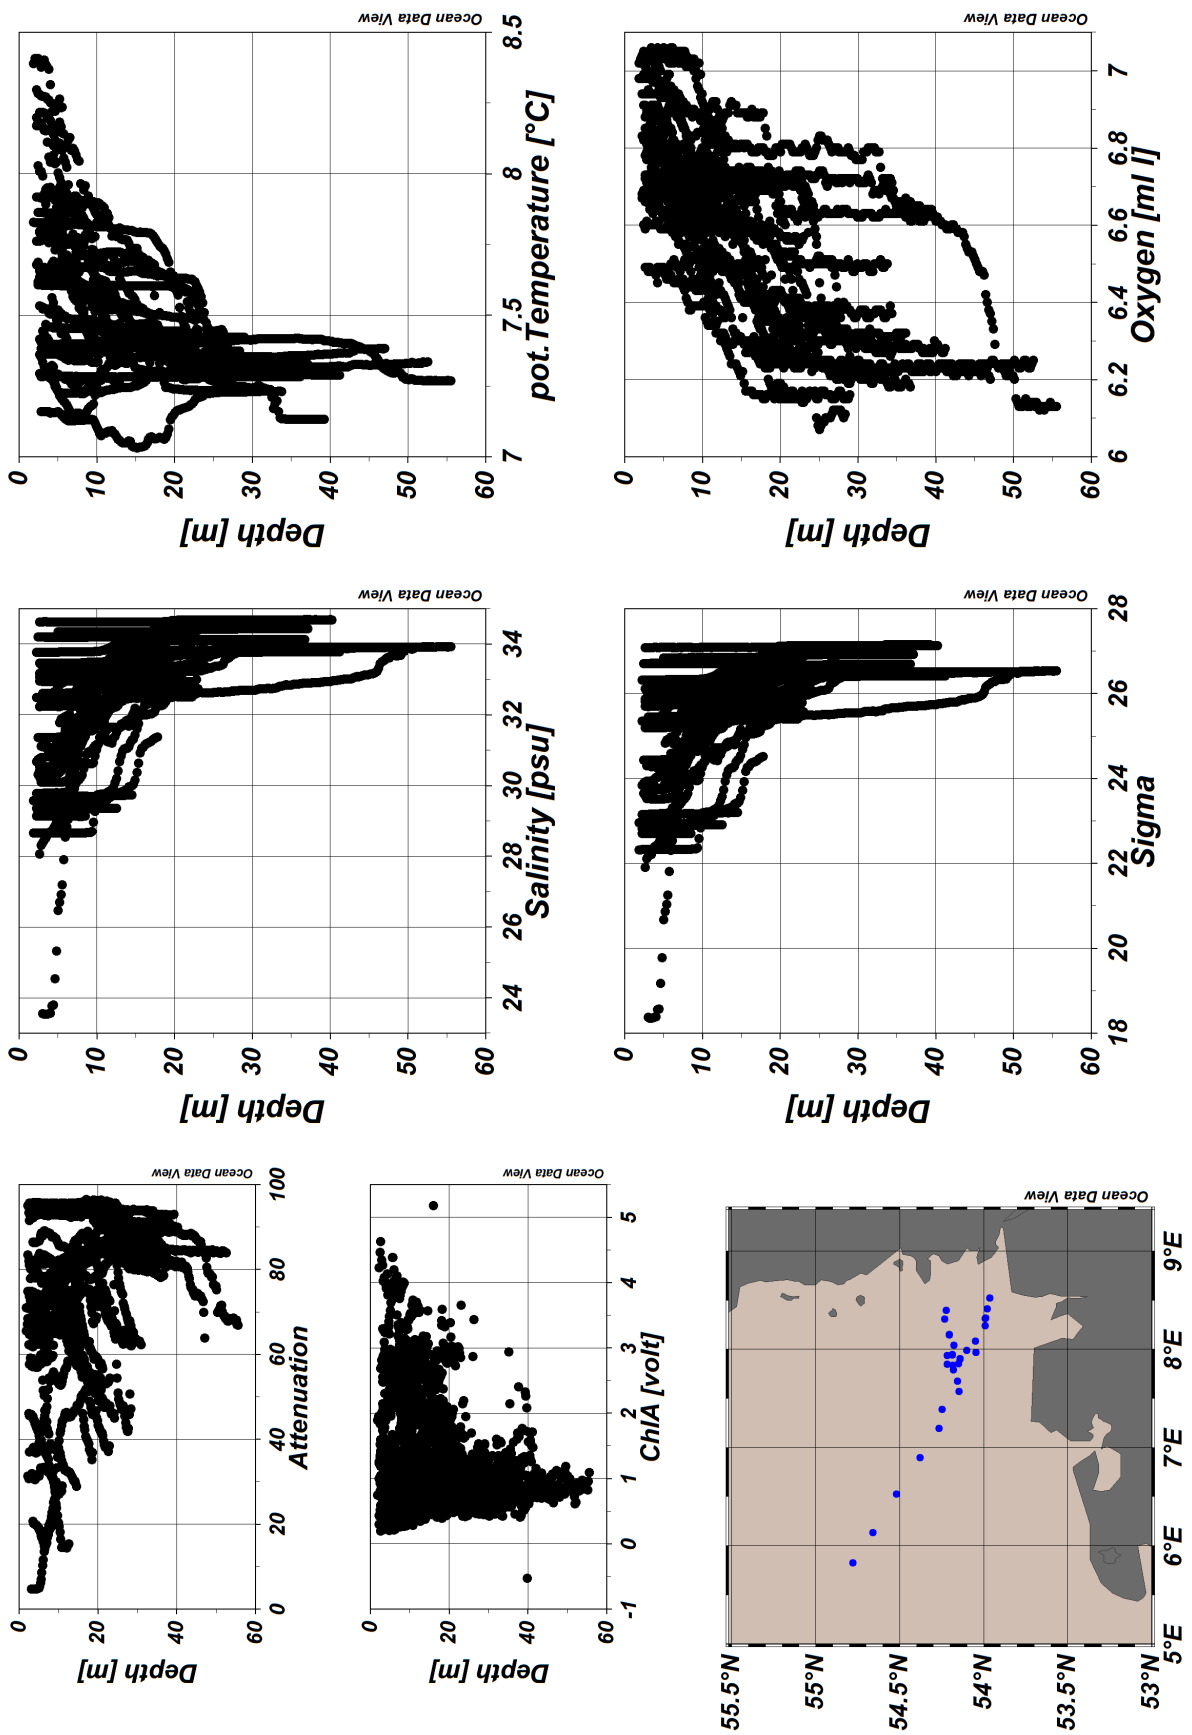 Ocean Data View
0
20
40
60
0
20
40
60
80
100
Depth [m]
Attenuation
Ocean Data View
0
10
20
30
40
50
60
24
26
28
30
32
34
Depth [m]
Salinity [psu]
Ocean Data View
0
10
20
30
40
50
60
7
7.5
8
8.5
Depth [m]
pot.Temperature [°C]
Ocean Data View
0
20
40
60
-1
0
1
2
3
4
5
Depth [m]
ChlA [volt]
Ocean Data View
0
10
20
30
40
50
60
18
20
22
24
26
28
Depth [m]
Sigma
Ocean Data View
0
10
20
30
40
50
60
6
6.2
6.4
6.6
6.8
7
Depth [m]
Oxygen [ml l]
Ocean Data View
55.5°N
55°N
54.5°N
54°N
53.5°N
53°N
5°E
6°E
7°E
8°E
9°E